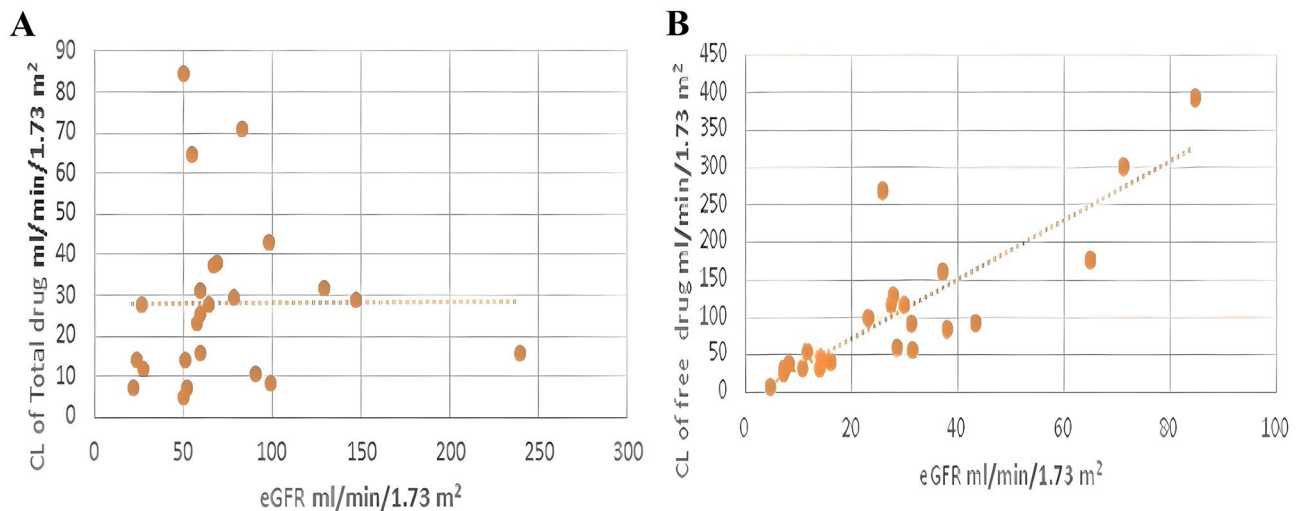 A
CL of Total drug ml/min/1.73 m²
90
80
70
60
50
40
30
20
10
0
0 50 100 150 200 250 300
eGFR ml/min/1.73 m²
B
CL of free drug ml/min/1.73 m²
450
400
350
300
250
200
150
100
50
0
0 20 40 60 80 100
eGFR ml/min/1.73 m²